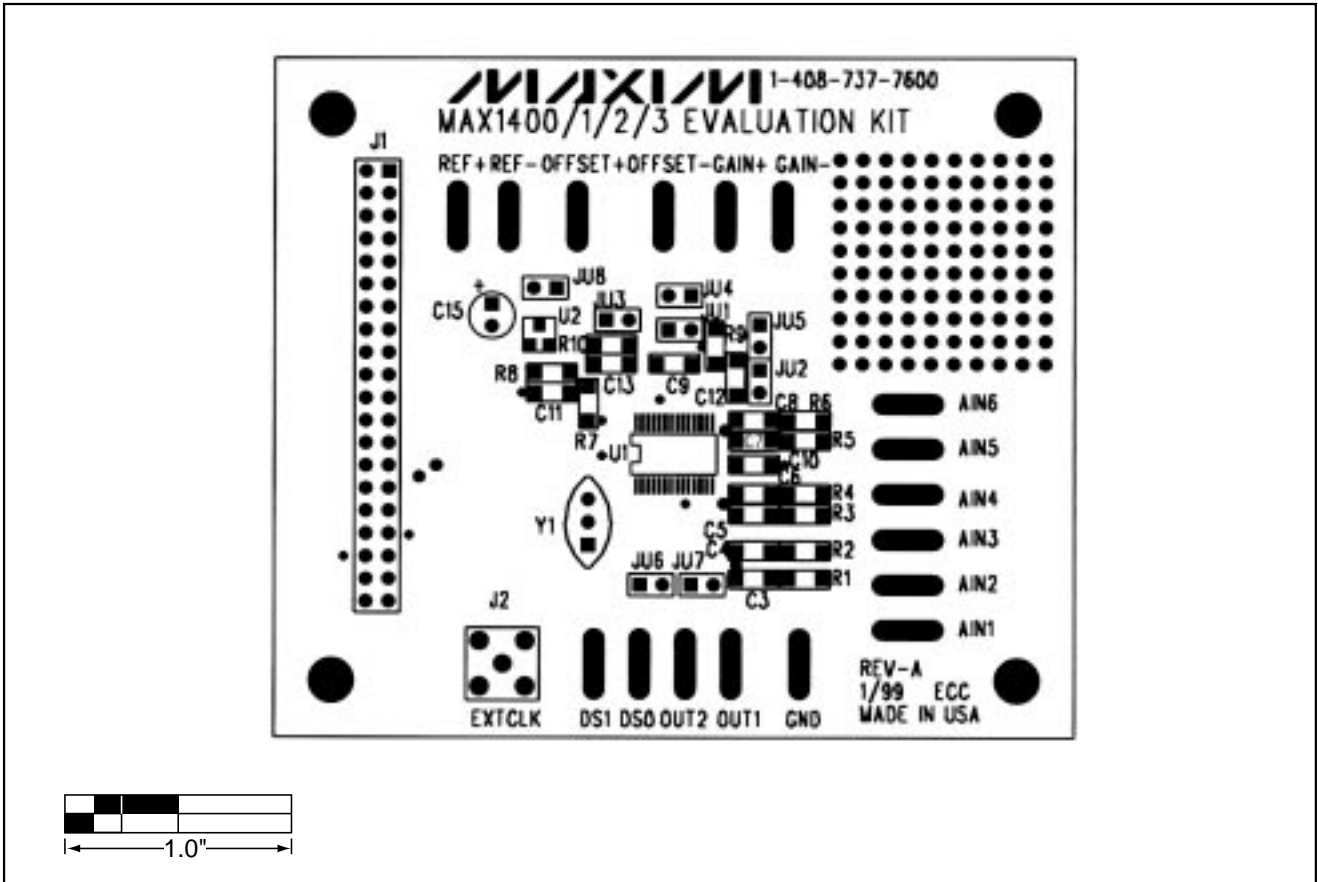 MAXIM 1-408-737-7600
MAX1400/1/2/3 EVALUATION KIT
J1
REF+ REF- OFFSET+ OFFSET- GAIN+ GAIN-
JU8
JU4
C15
+
U2
JU3
JU1
JU5
R10
R9
JU2
R8
C13
C9
C12
C11
R7
C8 R6
AIN6
U1
C7
R5
AIN5
C10
C6
R4
AIN4
Y1
R3
C5
AIN3
C4
R2
JU6 JU7
R1
AIN2
J2
C3
AIN1
REV-A
1/99 ECC
MADE IN USA
EXTCLK DS1 DS0 OUT2 OUT1 GND
1.0"